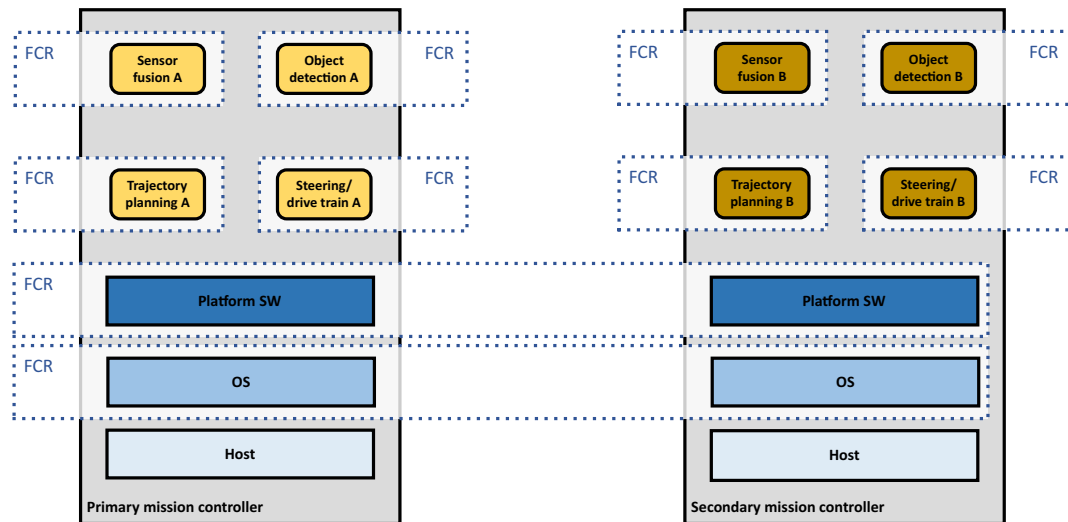 FCR
Sensor
fusion A
Object
detection A
FCR
FCR
Sensor
fusion B
Object
detection B
FCR
FCR
Trajectory
planning A
Steering/
drive train A
FCR
FCR
Trajectory
planning B
Steering/
drive train B
FCR
FCR
Platform SW
Platform SW
FCR
OS
OS
Host
Host
Primary mission controller
Secondary mission controller